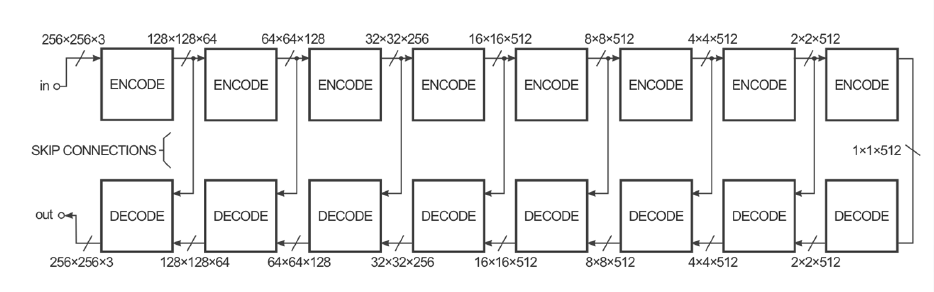 256×256×3 128×128×64 64×64×128 32×32×256 16×16×512 8×8×512 4×4×512 2×2×512
in ENCODE ENCODE ENCODE ENCODE ENCODE ENCODE ENCODE ENCODE
SKIP CONNECTIONS 1×1×512
out DECODE DECODE DECODE DECODE DECODE DECODE DECODE DECODE
256×256×3 128×128×64 64×64×128 32×32×256 16×16×512 8×8×512 4×4×512 2×2×512